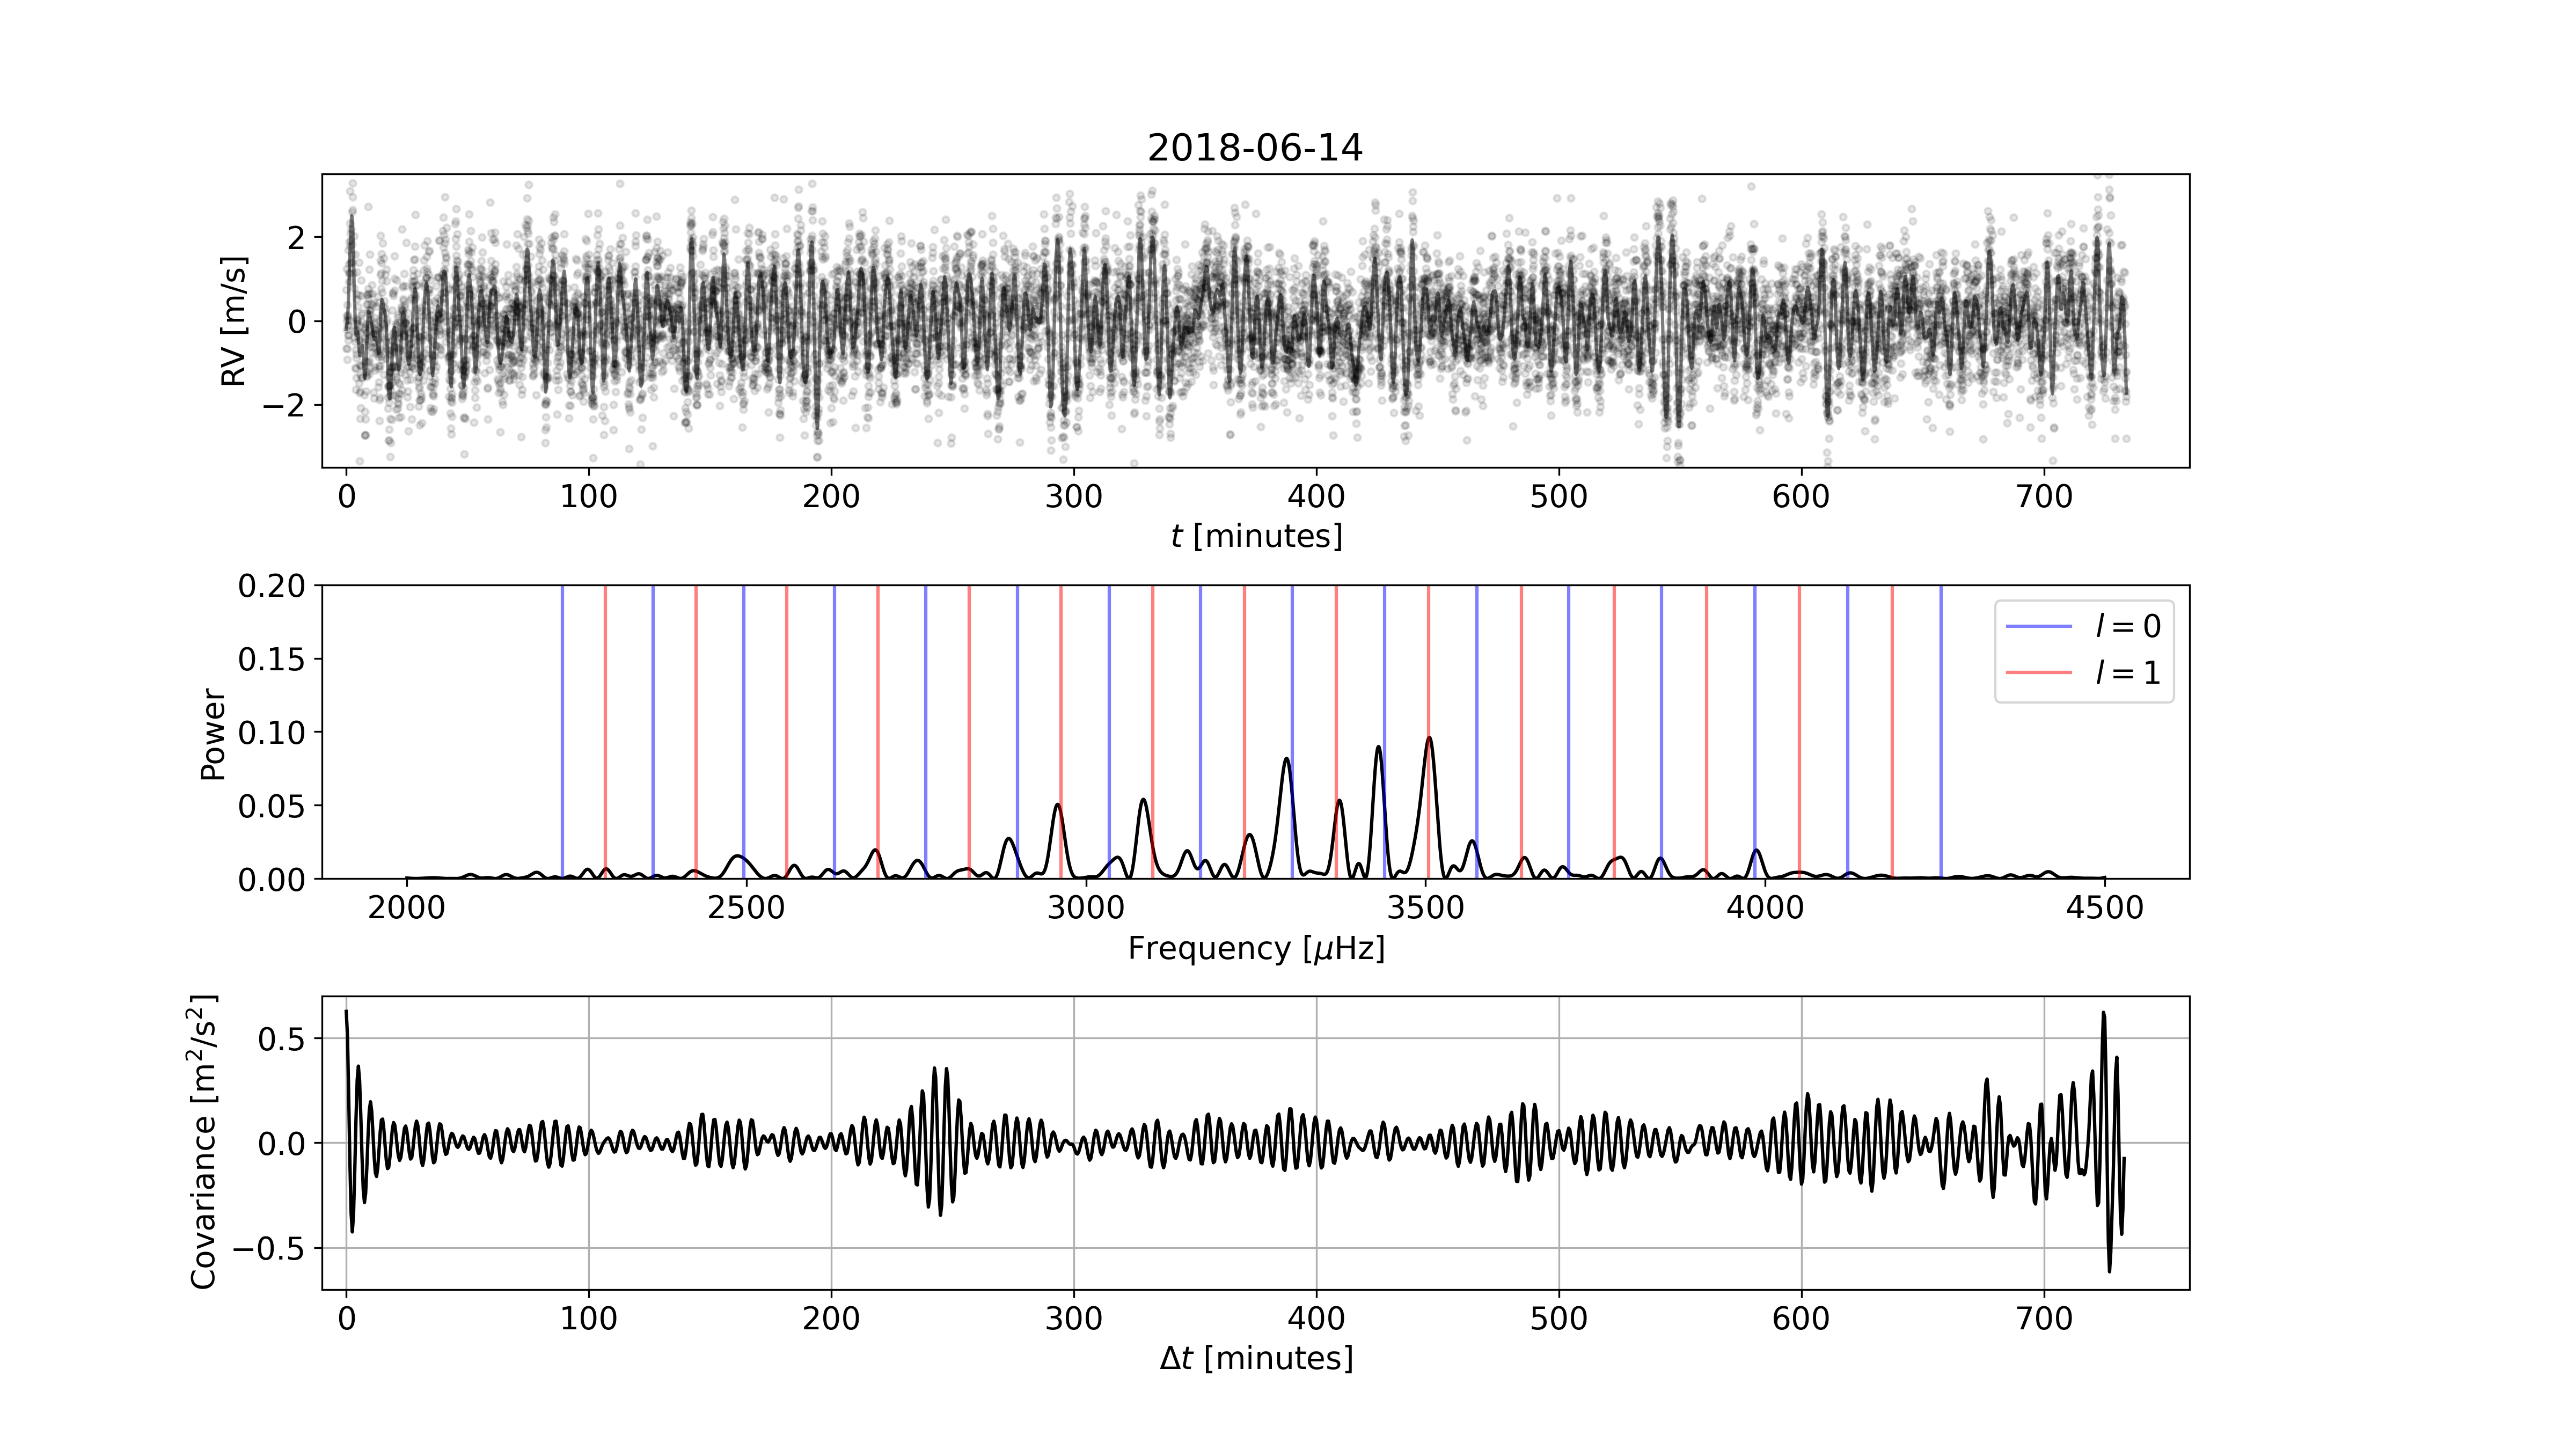 2018-06-14
RV [m/s]
2
0
−2
0 100 200 300 400 500 600 700
t [minutes]
Power
0.20
0.15
0.10
0.05
0.00
l = 0
l = 1
2000 2500 3000 3500 4000 4500
Frequency [μHz]
Covariance [m²/s²]
0.5
0.0
−0.5
0 100 200 300 400 500 600 700
Δt [minutes]